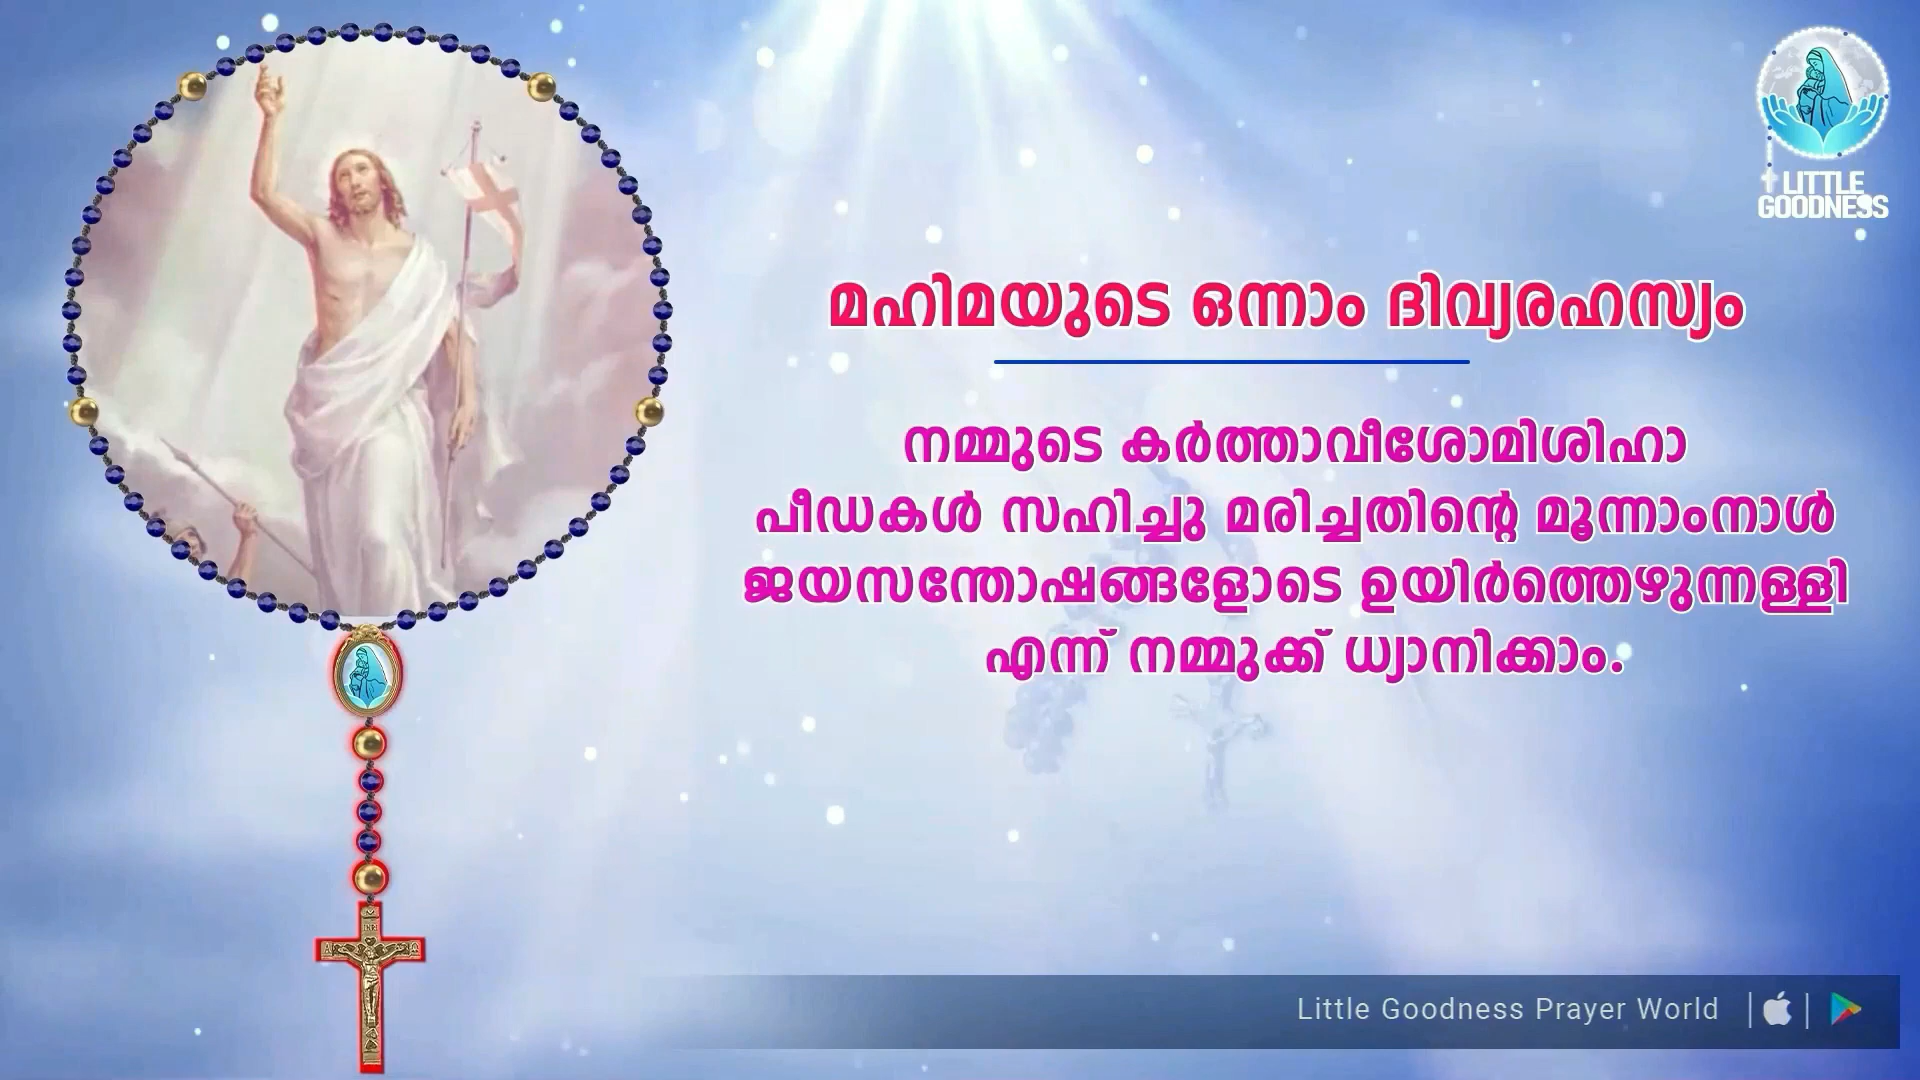 LITTLE
GOODNESS
മഹിമയുടെ ഒന്നാം ദിവ്യരഹസ്യം
നമ്മുടെ കർത്താവീശോമിശിഹാ
പീഡകൾ സഹിച്ചു മരിച്ചതിന്റെ മൂന്നാംനാൾ
ജയസന്തോഷങ്ങളോടെ ഉയിർത്തെഴുന്നള്ളി
എന്ന് നമ്മുക്ക് ധ്യാനിക്കാം.
INRI
Little Goodness Prayer World